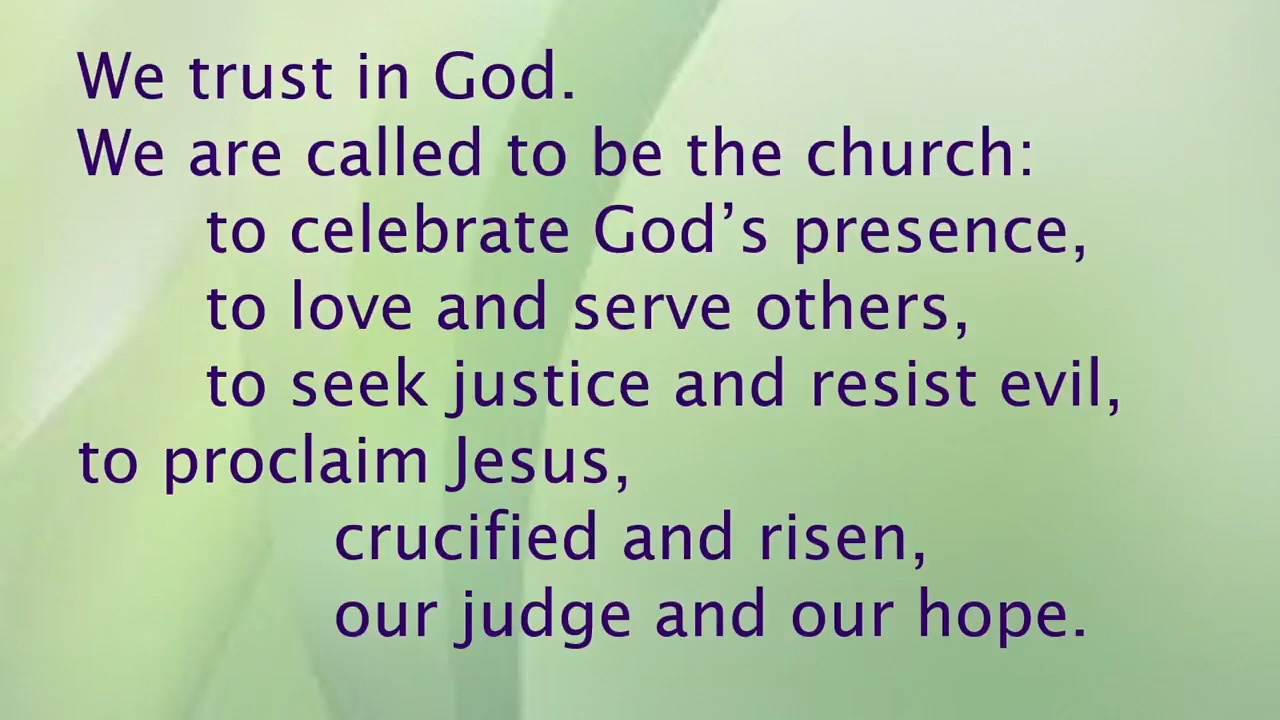 We trust in God.
We are called to be the church:
to celebrate God’s presence,
to love and serve others,
to seek justice and resist evil,
to proclaim Jesus,
crucified and risen,
our judge and our hope.